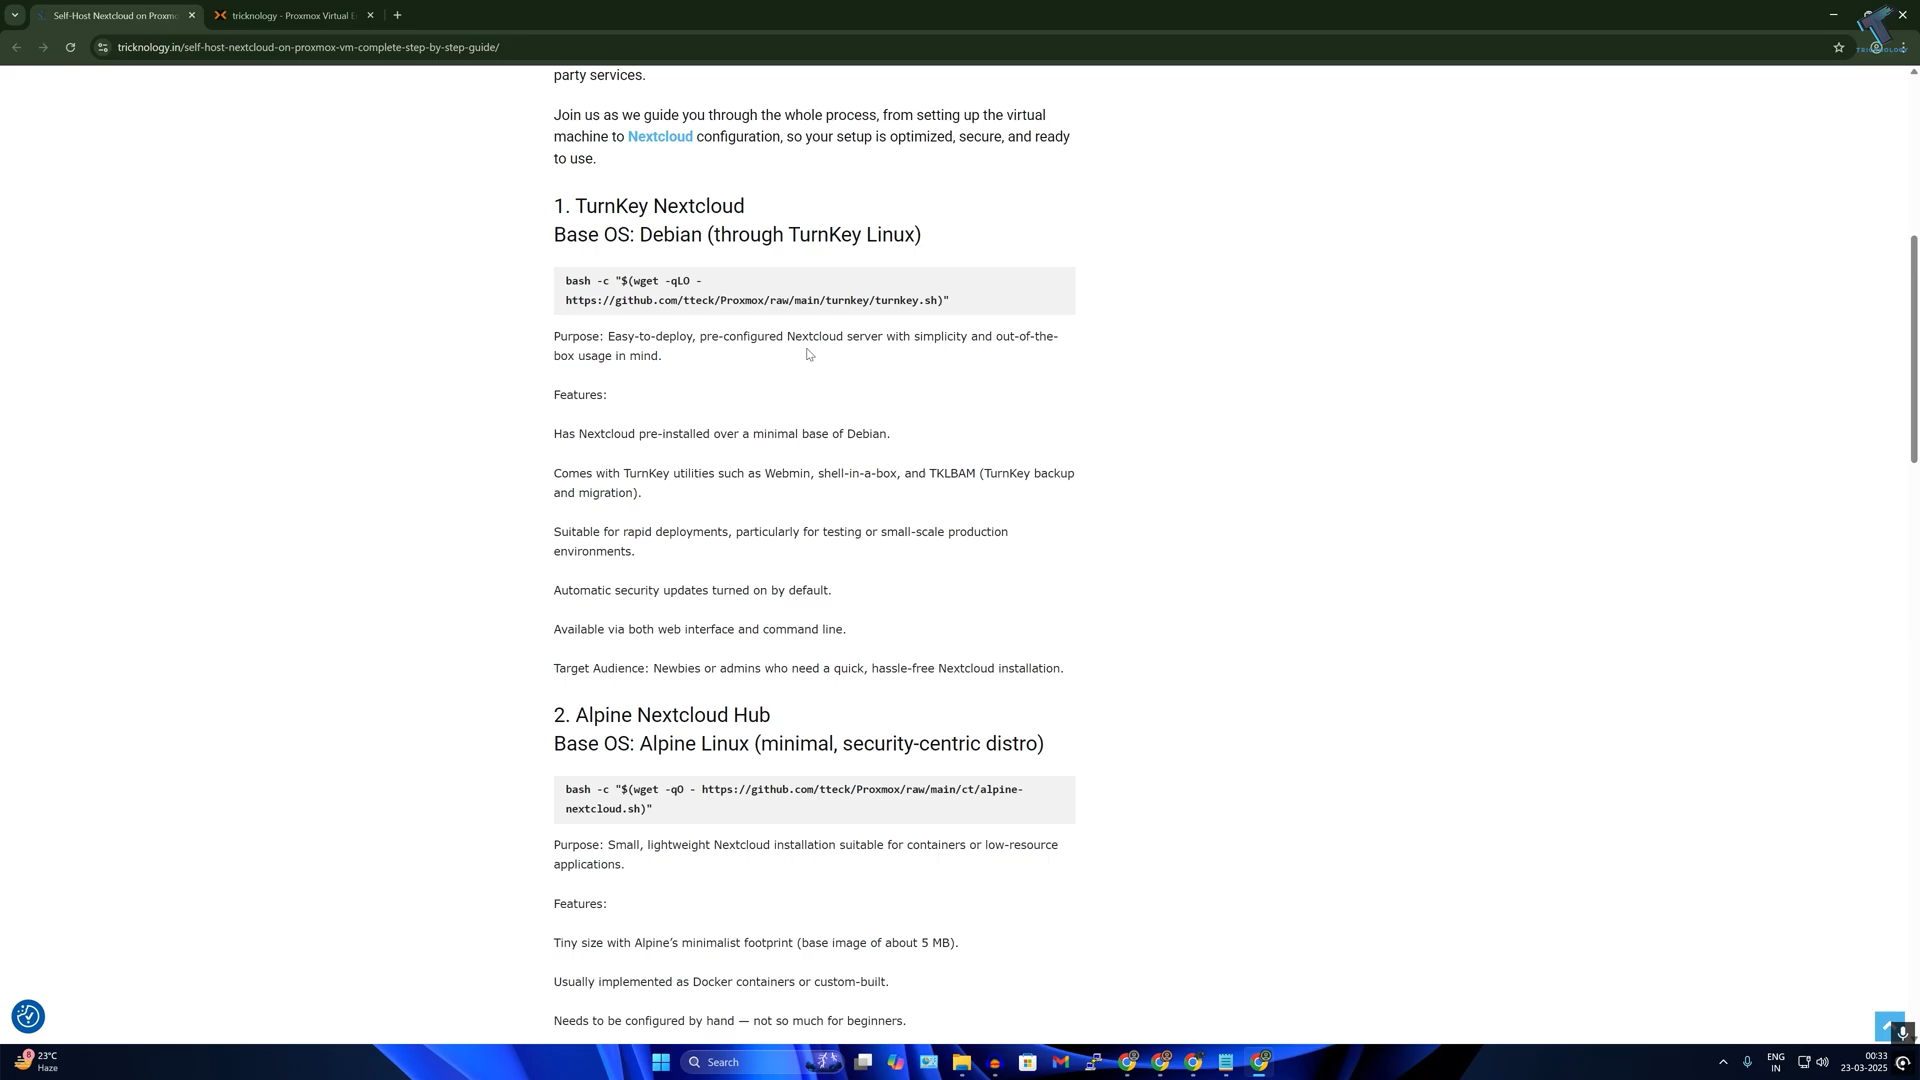 Self-Host Nextcloud on Proxmo
tricknology - Proxmox Virtual E
tricknology.in/self-host-nextcloud-on-proxmox-vm-complete-step-by-step-guide/
TRICKNOLOGY
party services.
Join us as we guide you through the whole process, from setting up the virtual
machine to Nextcloud configuration, so your setup is optimized, secure, and ready
to use.
1. TurnKey Nextcloud
Base OS: Debian (through TurnKey Linux)
bash -c "$(wget -qLO -
https://github.com/tteck/Proxmox/raw/main/turnkey/turnkey.sh)"
Purpose: Easy-to-deploy, pre-configured Nextcloud server with simplicity and out-of-the-
box usage in mind.
Features:
Has Nextcloud pre-installed over a minimal base of Debian.
Comes with TurnKey utilities such as Webmin, shell-in-a-box, and TKLBAM (TurnKey backup
and migration).
Suitable for rapid deployments, particularly for testing or small-scale production
environments.
Automatic security updates turned on by default.
Available via both web interface and command line.
Target Audience: Newbies or admins who need a quick, hassle-free Nextcloud installation.
2. Alpine Nextcloud Hub
Base OS: Alpine Linux (minimal, security-centric distro)
bash -c "$(wget -qO - https://github.com/tteck/Proxmox/raw/main/ct/alpine-
nextcloud.sh)"
Purpose: Small, lightweight Nextcloud installation suitable for containers or low-resource
applications.
Features:
Tiny size with Alpine’s minimalist footprint (base image of about 5 MB).
Usually implemented as Docker containers or custom-built.
Needs to be configured by hand — not so much for beginners.
23°C
Haze
Search
ENG
IN
00:33
23-03-2025